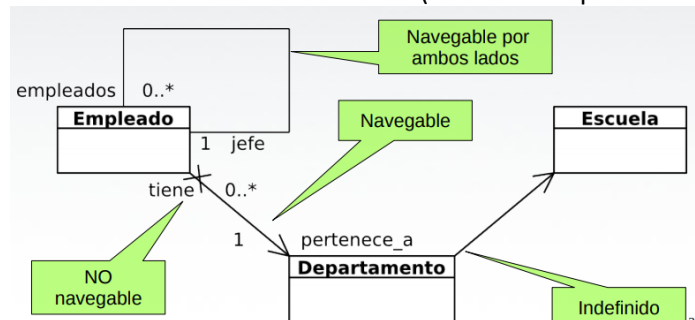 Navegable por
ambos lados
empleados 0..*
Empleado
Navegable
Escuela
1 jefe
tiene 0..*
1 pertenece_a
Departamento
NO
navegable
Indefinido